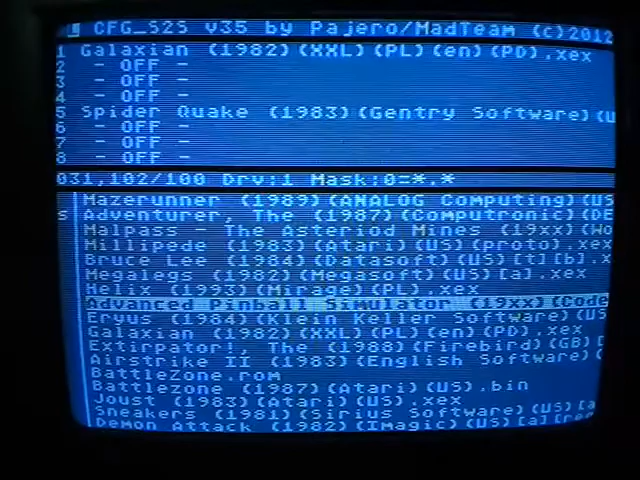 CFG_S2S v35 by Pajero/MadTeam (c)2012
1 Galaxian (1982)(XXL)(PL)(en)(PD).xex
2 - OFF -
3 - OFF -
4 - OFF -
5 Spider Quake (1983)(Gentry Software)(U
6 - OFF -
7 - OFF -
8 - OFF -
031,102/100 Drv:1 Mask:0=*.*
Mazerunner (1989)(ANALOG Computing)(US
s Adventurer, The (1987)(Computronic)(DE
Malpass - The Asteriod Mines (19xx)(Wo
Millipede (1983)(Atari)(US)(proto).xex
Bruce Lee (1984)(Datasoft)(US)[t][b].x
Megalegs (1982)(Megasoft)(US)[a].xex
Helix (1993)(Mirage)(PL).xex
Advanced Pinball Simulator (19xx)(Code
Eryus (1984)(Klein Keller Software)(US
Galaxian (1982)(XXL)(PL)(en)(PD).xex
Extirpator!, The (1988)(Firebird)(GB)[
Airstrike II (1983)(English Software)(
BattleZone.rom
Battlezone (1987)(Atari)(US).bin
Joust (1983)(Atari)(US).xex
Sneakers (1981)(Sirius Software)(US)[a
Demon Attack (1982)(Imagic)(US)[a][req